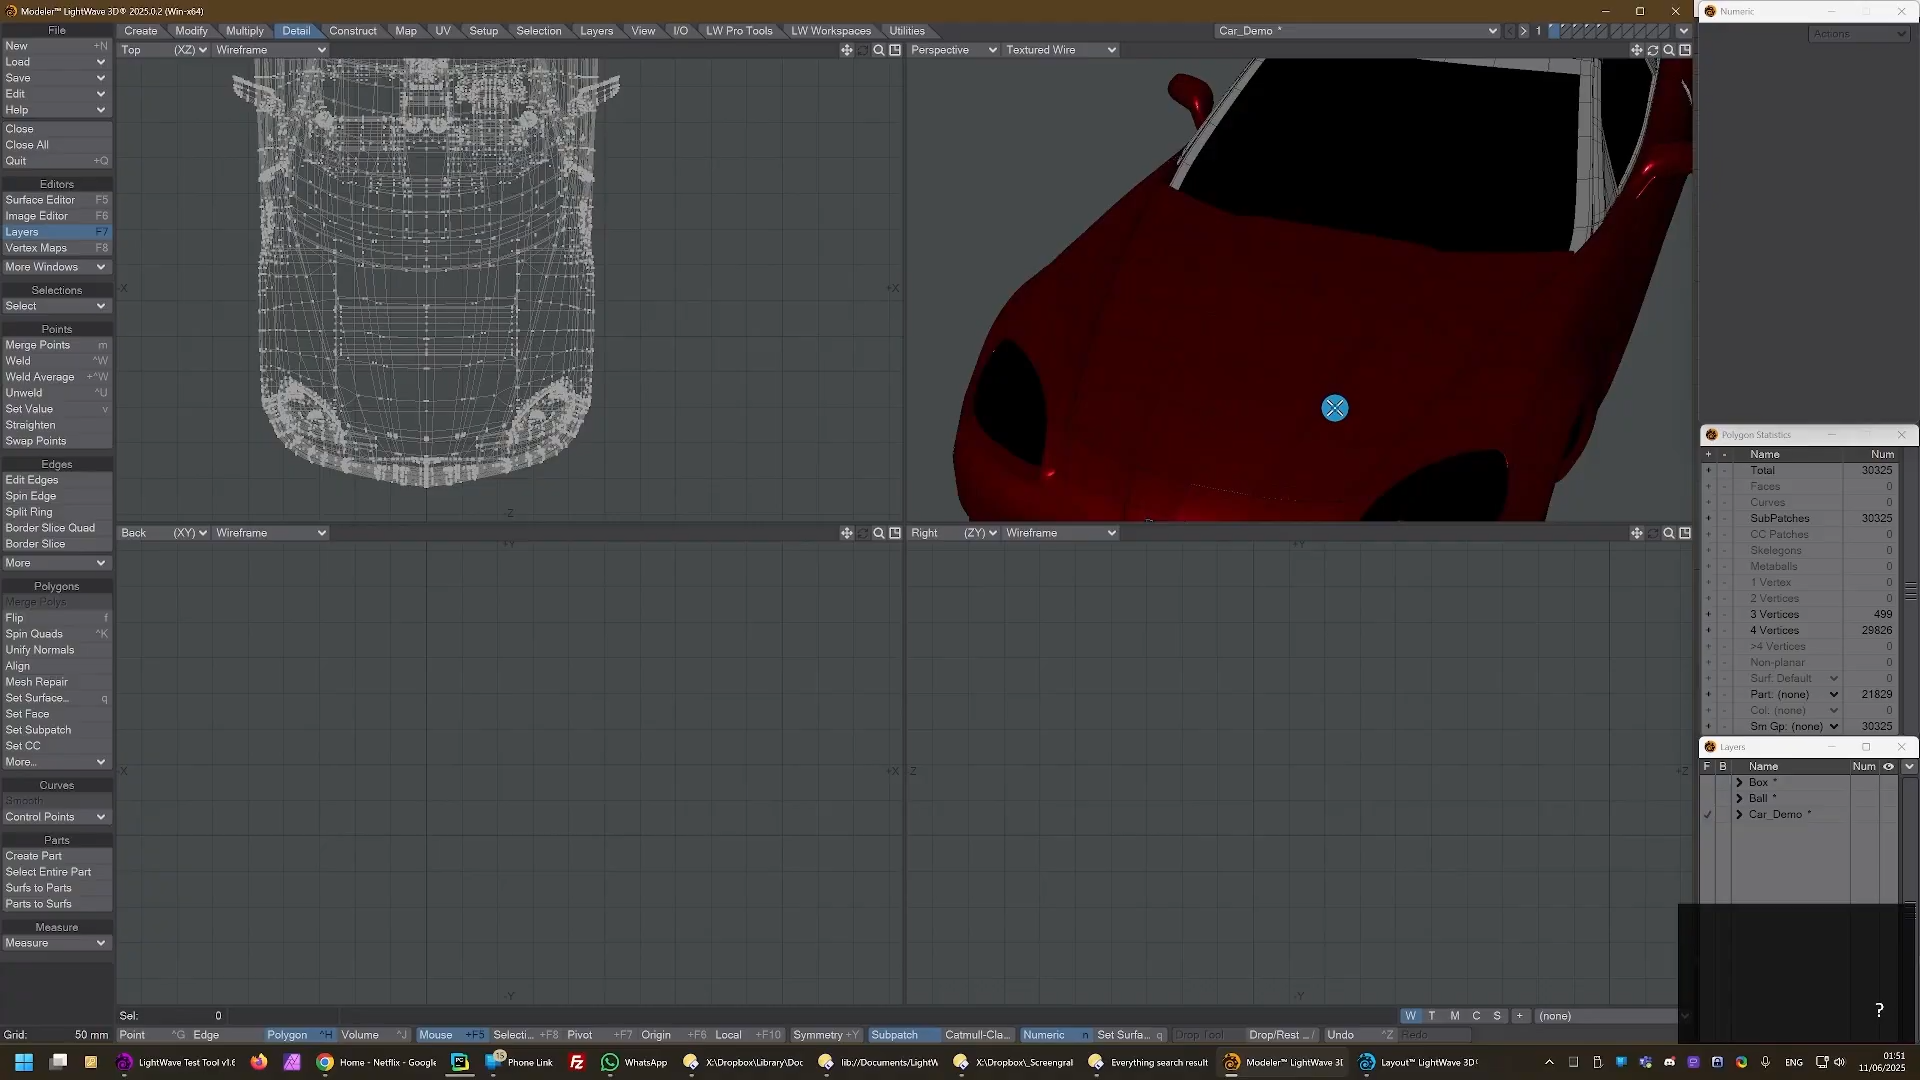 Modeler™ LightWave 3D® 2025.0.2 (Win-x64)
File
New +N
Load
Save
Edit
Help
Close
Close All
Quit +Q
Editors
Surface Editor F5
Image Editor F6
Layers F7
Vertex Maps F8
More Windows
Selections
Select
Points
Merge Points m
Weld ^W
Weld Average +^W
Unweld ^U
Set Value v
Straighten
Swap Points
Edges
Edit Edges
Spin Edge
Split Ring
Border Slice Quad
Border Slice
More
Polygons
Merge Polys
Flip f
Spin Quads ^K
Unify Normals
Align
Mesh Repair
Set Surface... q
Set Face
Set Subpatch
Set CC
More...
Curves
Smooth
Control Points
Parts
Create Part
Select Entire Part
Surfs to Parts
Parts to Surfs
Measure
Measure
Grid: 50 mm
Create Modify Multiply Detail Construct Map UV Setup Selection Layers View I/O LW Pro Tools LW Workspaces Utilities
Car_Demo * 1
Top (XZ) Wireframe
Perspective Textured Wire
-X +X
-Z
Back (XY) Wireframe
Right (ZY) Wireframe
+Y +Y
-X +X -Z +Z
-Y -Y
Numeric
Actions
Polygon Statistics
+ - Name Num
+ - Total 30325
+ - Faces 0
+ - Curves 0
+ - SubPatches 30325
+ - CC Patches 0
+ - Skelegons 0
+ - Metaballs 0
+ - 1 Vertex 0
+ - 2 Vertices 0
+ - 3 Vertices 499
+ - 4 Vertices 29826
+ - >4 Vertices 0
+ - Non-planar 0
+ - Surf: Default 0
+ - Part: (none) 21829
+ - Col: (none) 0
+ - Sm Gp: (none) 30325
Layers
F B Name Num
Box *
Ball *
Car_Demo *
?
Sel: 0
W T M C S + (none)
Point ^G Edge Polygon ^H Volume ^J Mouse +F5 Selecti... +F8 Pivot +F7 Origin +F6 Local +F10 Symmetry +Y Subpatch Catmull-Cla... Numeric n Set Surfa... q Drop Tool Drop/Rest ... / Undo ^Z Redo
LightWave Test Tool v1.6 Home - Netflix - Google 15 Phone Link WhatsApp X:\Dropbox\Library\Doc lib://Documents/LightW X:\Dropbox\_Screengral Everything search result Modeler™ LightWave 3D Layout™ LightWave 3D® ENG
01:51
11/06/2025